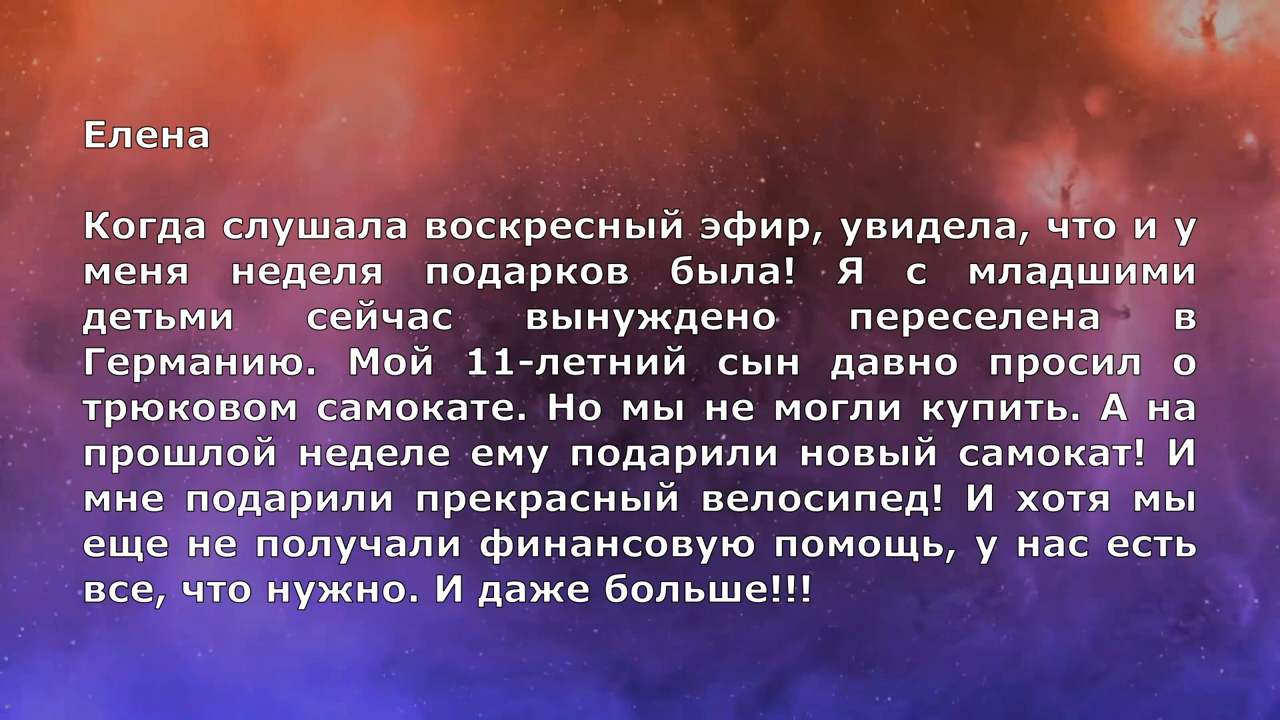 Елена
Когда слушала воскресный эфир, увидела, что и у
меня неделя подарков была! Я с младшими
детьми сейчас вынуждено переселена в
Германию. Мой 11-летний сын давно просил о
трюковом самокате. Но мы не могли купить. А на
прошлой неделе ему подарили новый самокат! И
мне подарили прекрасный велосипед! И хотя мы
еще не получали финансовую помощь, у нас есть
все, что нужно. И даже больше!!!